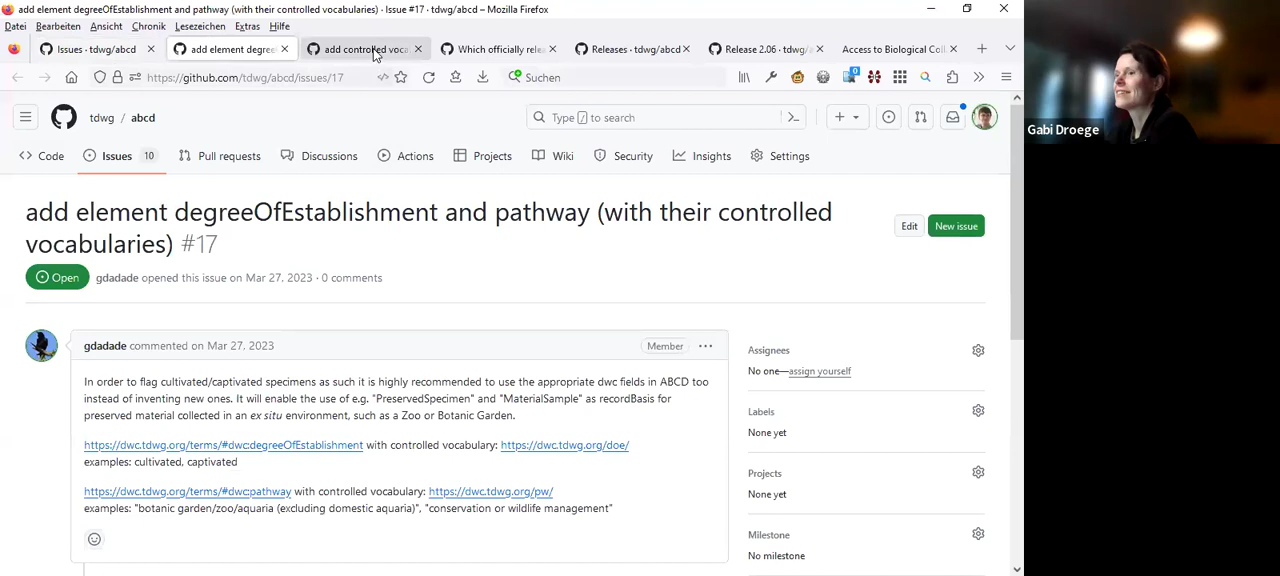 add element degreeOfEstablishment and pathway (with their controlled vocabularies) · Issue #17 · tdwg/abcd — Mozilla Firefox
Datei Bearbeiten Ansicht Chronik Lesezeichen Extras Hilfe
Issues · tdwg/abcd
add element degree
add controlled voca
Which officially rele
Releases · tdwg/abcd
Release 2.06 · tdwg/a
Access to Biological Coll
https://github.com/tdwg/abcd/issues/17
Suchen
0
tdwg / abcd
Type / to search
Code Issues 10 Pull requests Discussions Actions Projects Wiki Security Insights Settings
add element degreeOfEstablishment and pathway (with their controlled
vocabularies) #17
Edit New issue
Open gdadade opened this issue on Mar 27, 2023 · 0 comments
gdadade commented on Mar 27, 2023 Member ...
In order to flag cultivated/captivated specimens as such it is highly recommended to use the appropriate dwc fields in ABCD too
instead of inventing new ones. It will enable the use of e.g. "PreservedSpecimen" and "MaterialSample" as recordBasis for
preserved material collected in an ex situ environment, such as a Zoo or Botanic Garden.
https://dwc.tdwg.org/terms/#dwc:degreeOfEstablishment with controlled vocabulary: https://dwc.tdwg.org/doe/
examples: cultivated, captivated
https://dwc.tdwg.org/terms/#dwc:pathway with controlled vocabulary: https://dwc.tdwg.org/pw/
examples: "botanic garden/zoo/aquaria (excluding domestic aquaria)", "conservation or wildlife management"
Assignees
No one—assign yourself
Labels
None yet
Projects
None yet
Milestone
No milestone
Gabi Droege